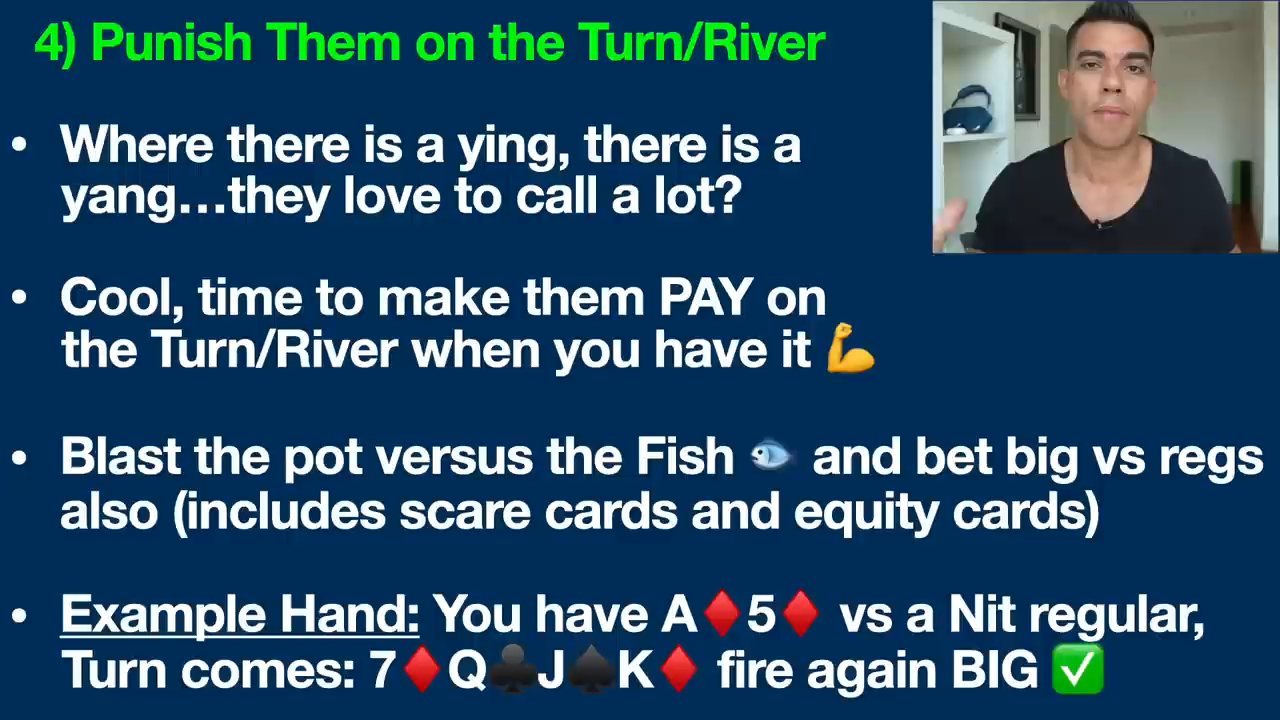 4) Punish Them on the Turn/River
• Where there is a ying, there is a
yang...they love to call a lot?
• Cool, time to make them PAY on
the Turn/River when you have it 💪
• Blast the pot versus the Fish 🐟 and bet big vs regs
also (includes scare cards and equity cards)
• Example Hand: You have A♦️5♦️ vs a Nit regular,
Turn comes: 7♦️Q♣️J♠️K♦️ fire again BIG ✅